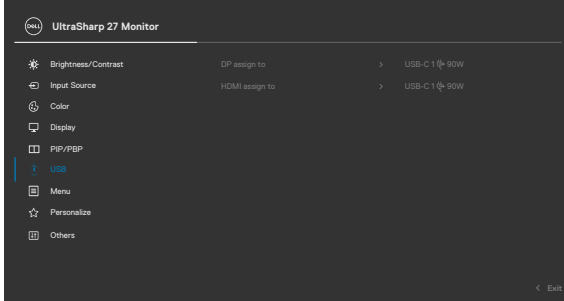 DELL UltraSharp 27 Monitor
Brightness/Contrast DP assign to > USB-C 1 90W
Input Source HDMI assign to > USB-C 1 90W
Color
Display
PIP/PBP
USB
Menu
Personalize
Others
< Exit